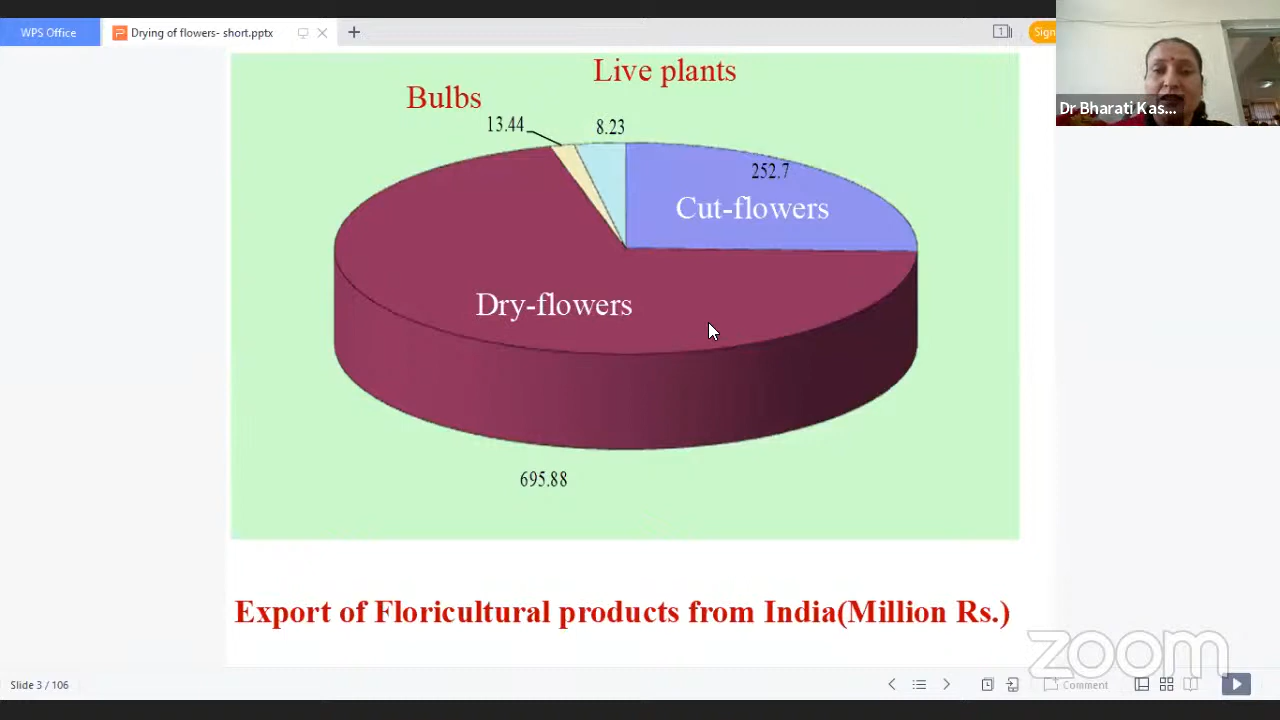 WPS Office
Drying of flowers- short.pptx
1
Sign
Dr Bharati Kas...
Live plants
Bulbs
13.44
8.23
252.7
Cut-flowers
Dry-flowers
695.88
Export of Floricultural products from India(Million Rs.)
zoom
Slide 3 / 106
Comment